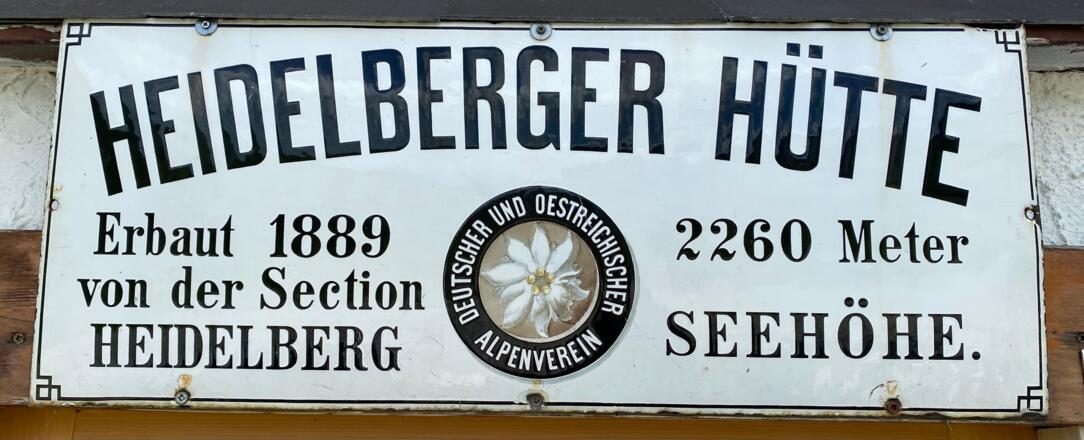 HEIDELBERGER HÜTTE
Erbaut 1889
von der Section
HEIDELBERG
DEUTSCHER UND OESTREICHISCHER
ALPENVEREIN
2260 Meter
SEEHÖHE.